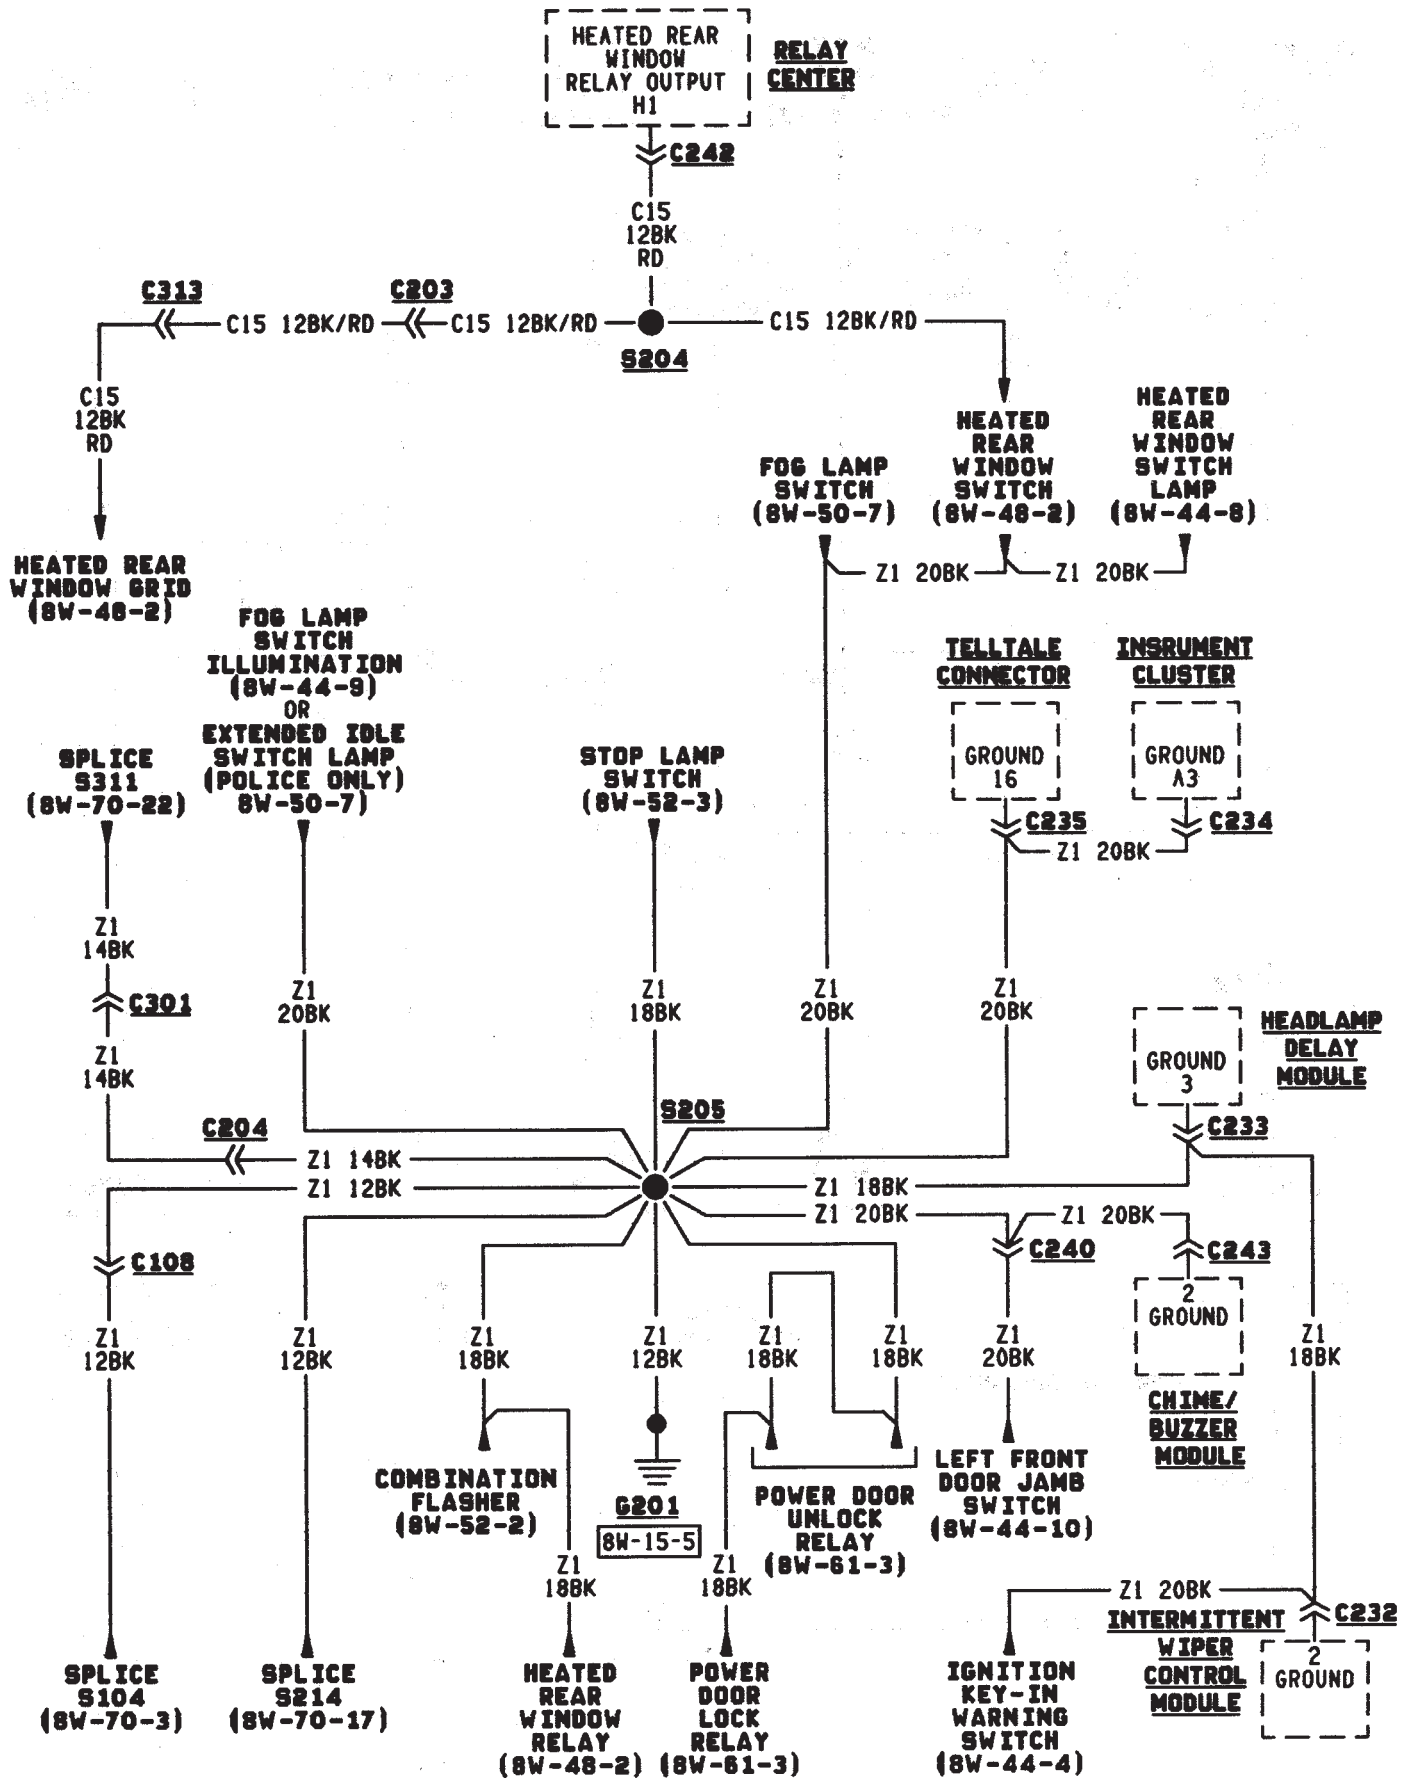 HEATED REAR
WINDOW
RELAY OUTPUT
H1
RELAY
CENTER
C242
C15
12BK
RD
C313
C203
C15 12BK/RD
C15 12BK/RD
C15 12BK/RD
S204
C15
12BK
RD
HEATED REAR
WINDOW GRID
(8W-48-2)
FOG LAMP
SWITCH
(8W-50-7)
HEATED
REAR
WINDOW
SWITCH
(8W-48-2)
HEATED
REAR
WINDOW
SWITCH
LAMP
(8W-44-8)
Z1 20BK
Z1 20BK
FOG LAMP
SWITCH
ILLUMINATION
(8W-44-9)
OR
EXTENDED IDLE
SWITCH LAMP
(POLICE ONLY)
8W-50-7)
TELLTALE
CONNECTOR
INSRUMENT
CLUSTER
GROUND
16
GROUND
A3
C235
C234
Z1 20BK
SPLICE
S311
(8W-70-22)
STOP LAMP
SWITCH
(8W-52-3)
Z1
14BK
C301
Z1
14BK
Z1
20BK
Z1
18BK
Z1
20BK
Z1
20BK
HEADLAMP
DELAY
MODULE
GROUND
3
C233
C204
S205
Z1 14BK
Z1 12BK
Z1 18BK
Z1 20BK
Z1 20BK
C108
C240
C243
2
GROUND
CHIME/
BUZZER
MODULE
Z1
12BK
Z1
12BK
Z1
18BK
Z1
12BK
Z1
18BK
Z1
18BK
Z1
20BK
Z1
18BK
COMBINATION
FLASHER
(8W-52-2)
G201
8W-15-5
POWER DOOR
UNLOCK
RELAY
(8W-61-3)
LEFT FRONT
DOOR JAMB
SWITCH
(8W-44-10)
Z1
18BK
Z1
18BK
Z1 20BK
C232
INTERMITTENT
WIPER
CONTROL
MODULE
2
GROUND
SPLICE
S104
(8W-70-3)
SPLICE
S214
(8W-70-17)
HEATED
REAR
WINDOW
RELAY
(8W-48-2)
POWER
DOOR
LOCK
RELAY
(8W-61-3)
IGNITION
KEY-IN
WARNING
SWITCH
(8W-44-4)